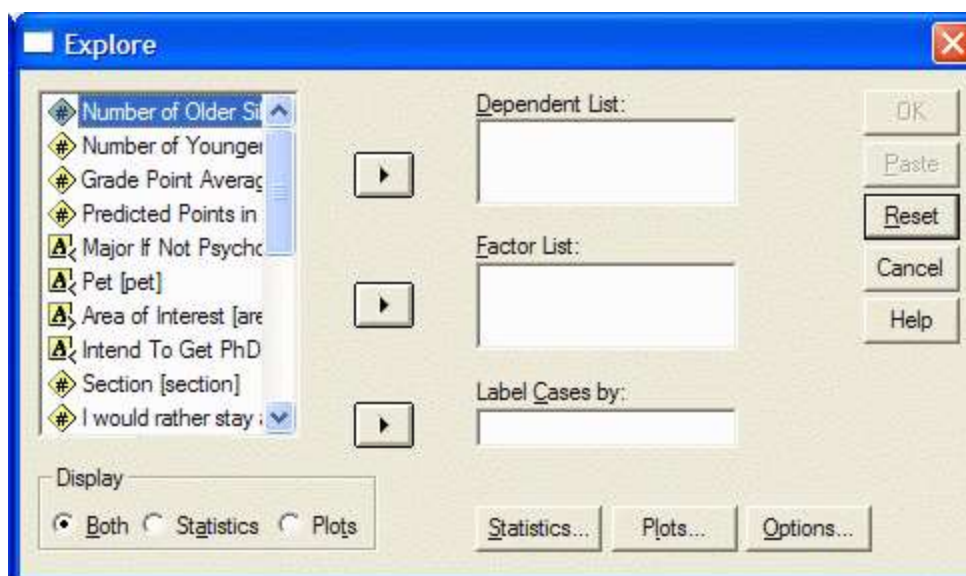 Explore
Number of Older Si
Number of Younger
Grade Point Averag
Predicted Points in
Major If Not Psycho
Pet [pet]
Area of Interest [are
Intend To Get PhD
Section [section]
I would rather stay
Display
Both
Statistics
Plots
Dependent List:
Factor List:
Label Cases by:
Statistics...
Plots...
Options...
OK
Paste
Reset
Cancel
Help